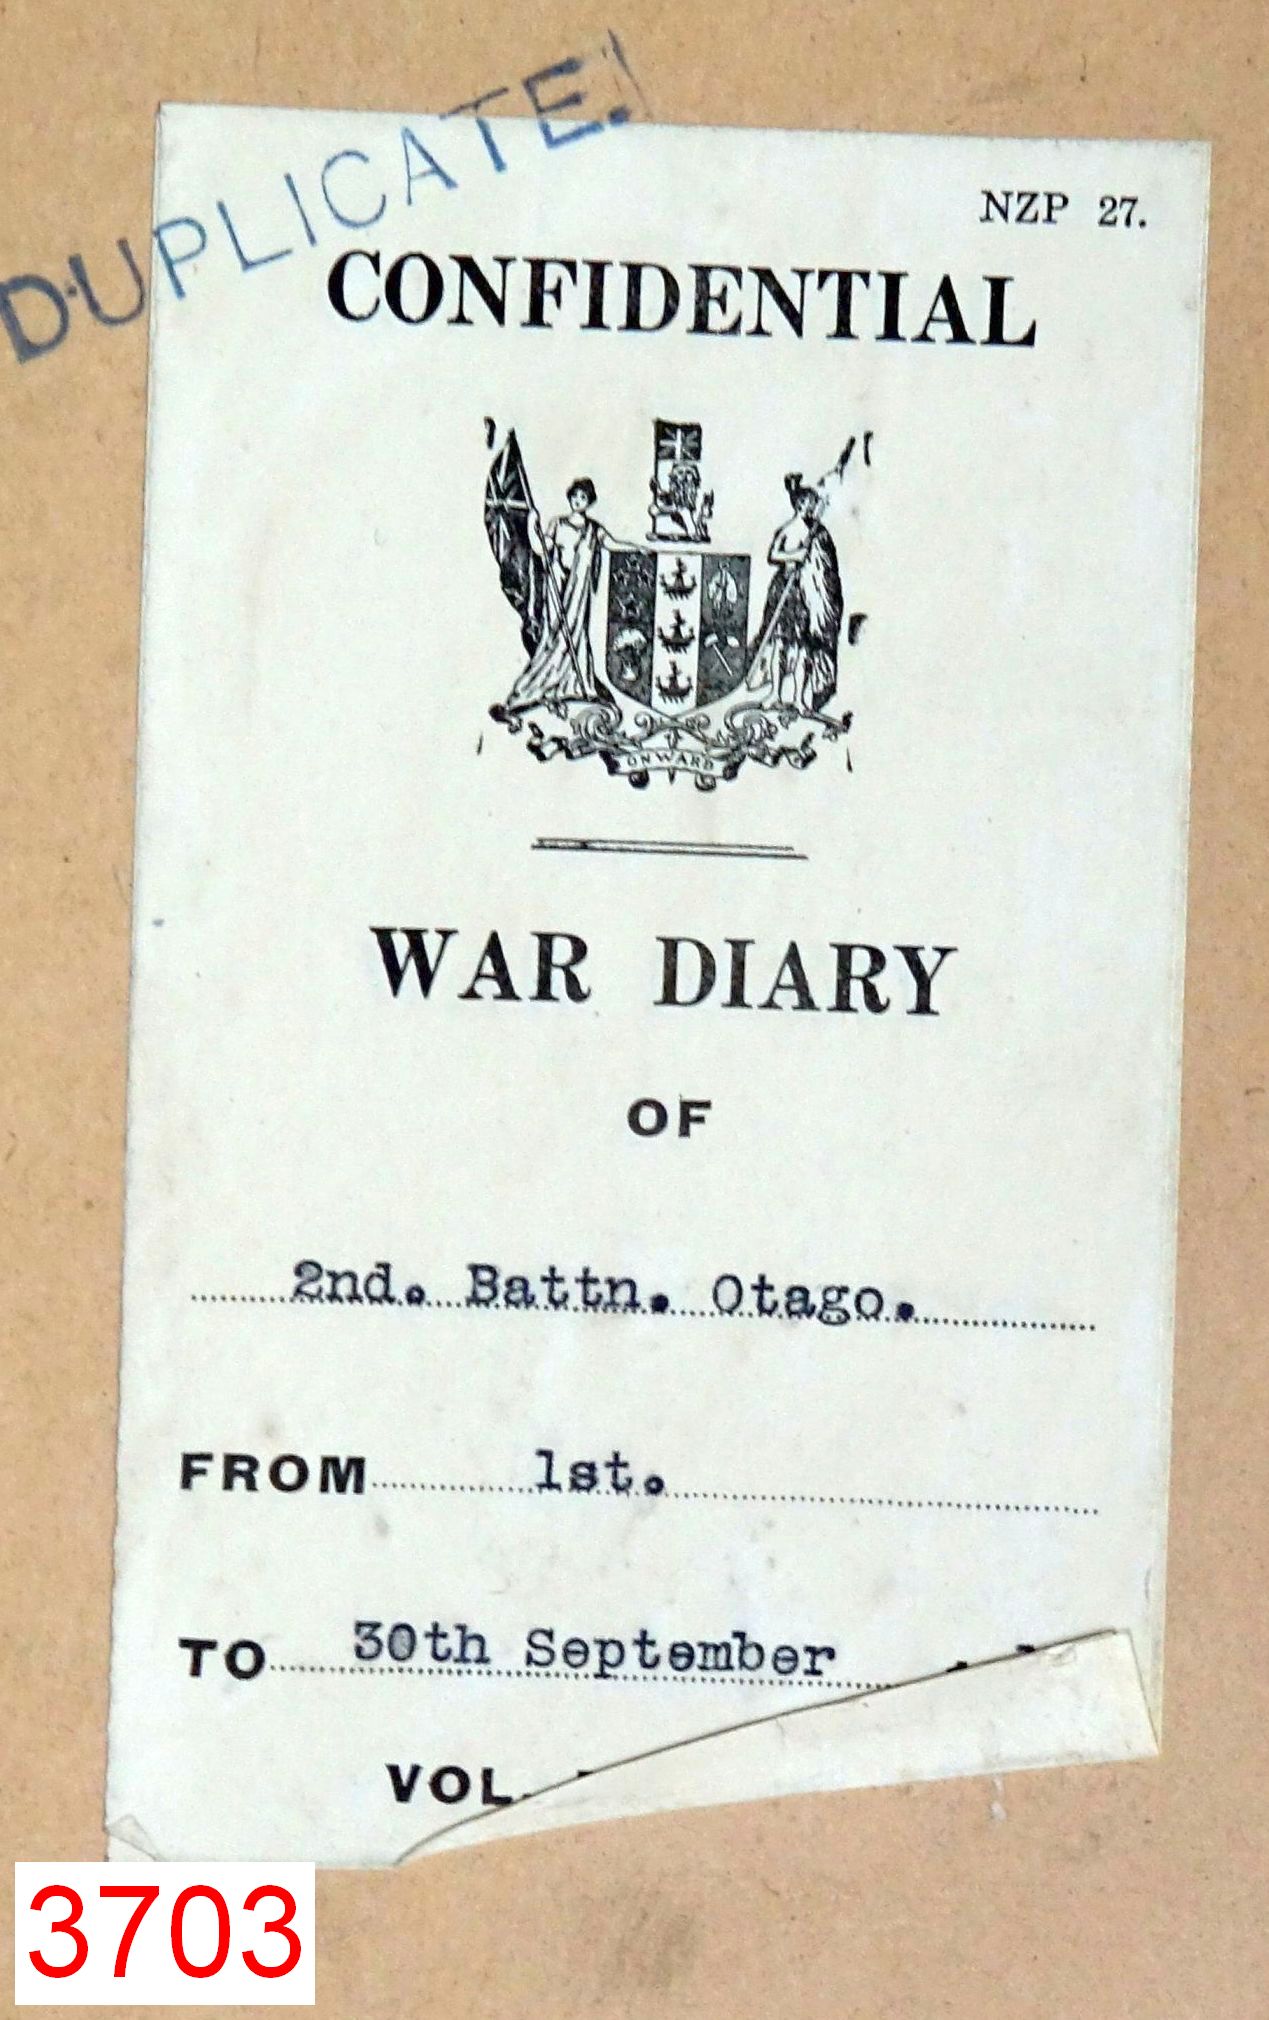 DUPLICATE.
NZP 27.
CONFIDENTIAL
ONWARD
WAR DIARY
OF
2nd. Battn. Otago.
FROM 1st.
TO 30th September
VOL.
3703